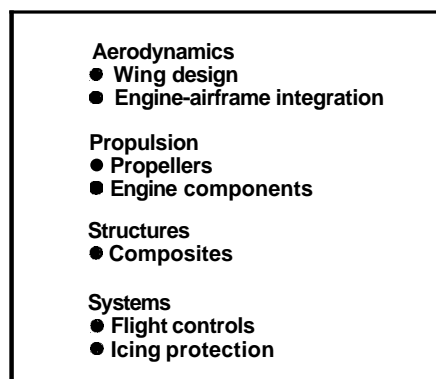 Aerodynamics
● Wing design
● Engine-airframe integration
Propulsion
● Propellers
● Engine components
Structures
● Composites
Systems
● Flight controls
● Icing protection